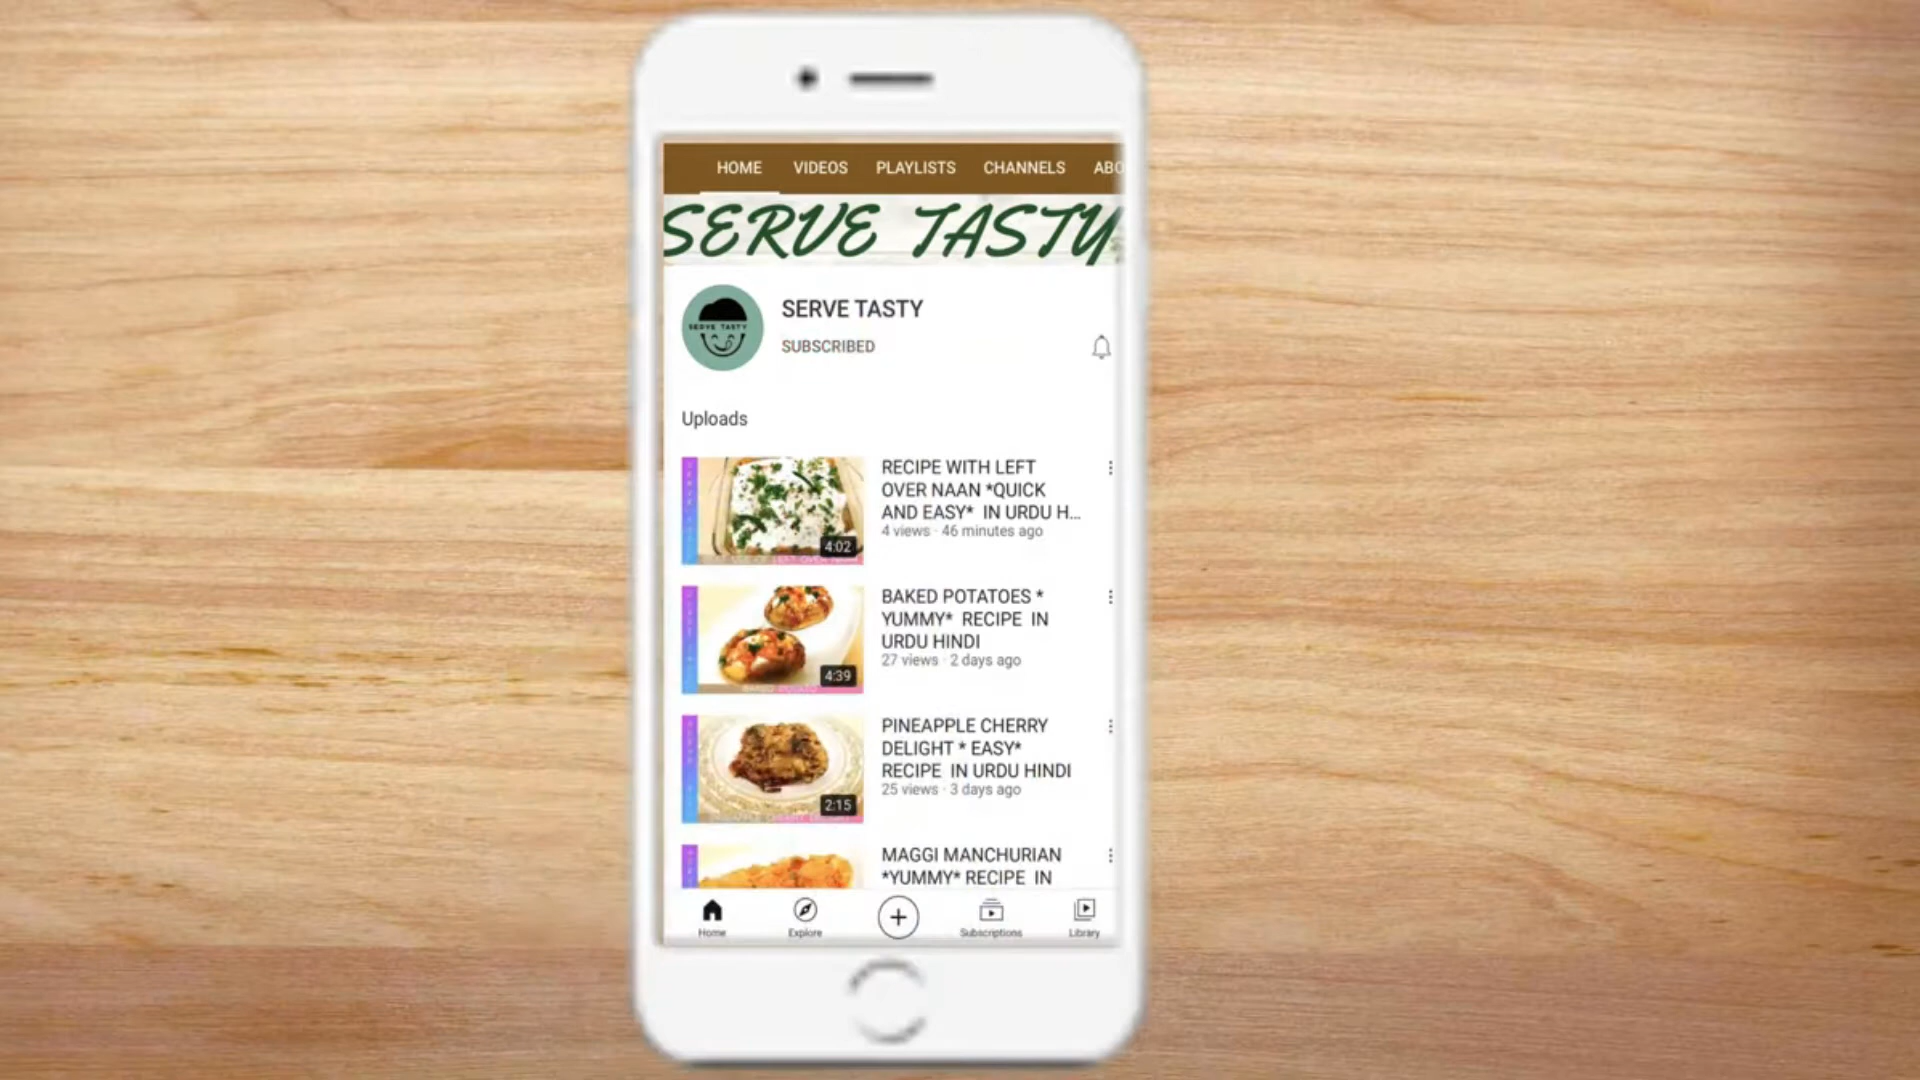 HOME VIDEOS PLAYLISTS CHANNELS ABO
SERVE TASTY
SERVE TASTY
SERVE TASTY
SUBSCRIBED
Uploads
RECIPE WITH LEFT
OVER NAAN *QUICK
AND EASY* IN URDU H...
4 views · 46 minutes ago
4:02
BAKED POTATOES *
YUMMY* RECIPE IN
URDU HINDI
27 views · 2 days ago
4:39
PINEAPPLE CHERRY
DELIGHT * EASY*
RECIPE IN URDU HINDI
25 views · 3 days ago
2:15
MAGGI MANCHURIAN
*YUMMY* RECIPE IN
Home Explore Subscriptions Library